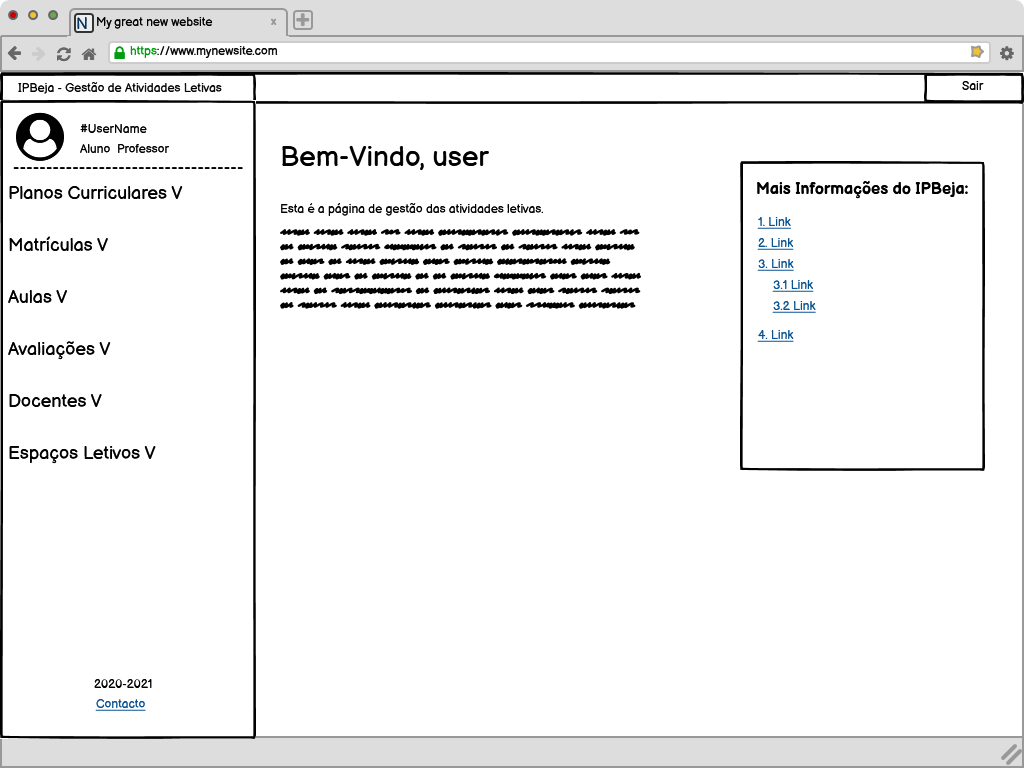 N My great new website x
https://www.mynewsite.com
IPBeja - Gestão de Atividades Letivas
Sair
#UserName
Aluno Professor
Planos Curriculares V
Matrículas V
Aulas V
Avaliações V
Docentes V
Espaços Letivos V
2020-2021
Contacto
Bem-Vindo, user
Esta é a página de gestão das atividades letivas.
Mais Informações do IPBeja:
1. Link
2. Link
3. Link
3.1 Link
3.2 Link
4. Link